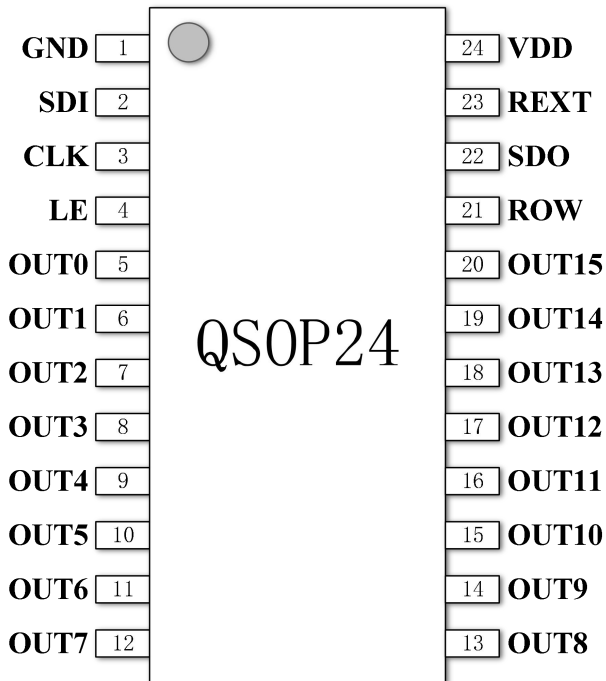 GND 1 24 VDD
SDI 2 23 REXT
CLK 3 22 SDO
LE 4 21 ROW
OUT0 5 20 OUT15
OUT1 6 19 OUT14
QSOP24
OUT2 7 18 OUT13
OUT3 8 17 OUT12
OUT4 9 16 OUT11
OUT5 10 15 OUT10
OUT6 11 14 OUT9
OUT7 12 13 OUT8